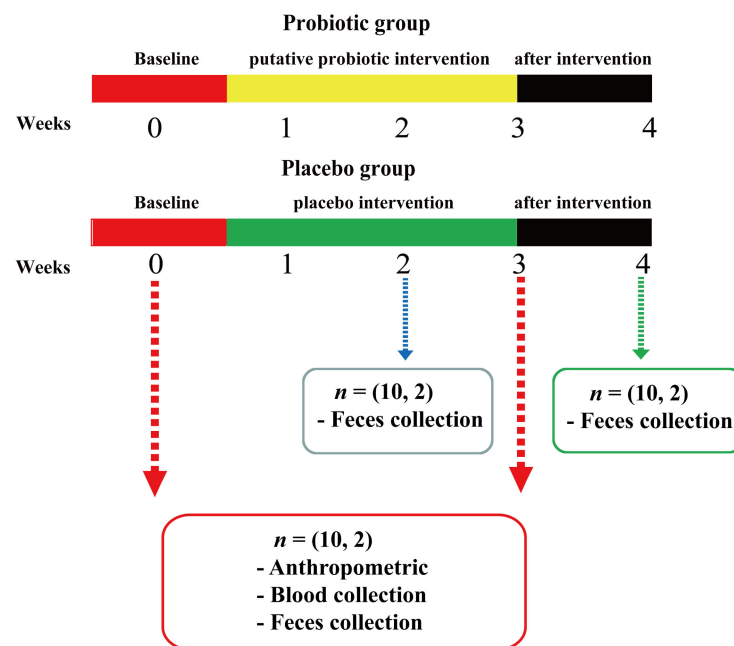 Probiotic group
Baseline putative probiotic intervention after intervention
Weeks 0 1 2 3 4
Placebo group
Baseline placebo intervention after intervention
Weeks 0 1 2 3 4
n = (10, 2)
- Feces collection
n = (10, 2)
- Feces collection
n = (10, 2)
- Anthropometric
- Blood collection
- Feces collection